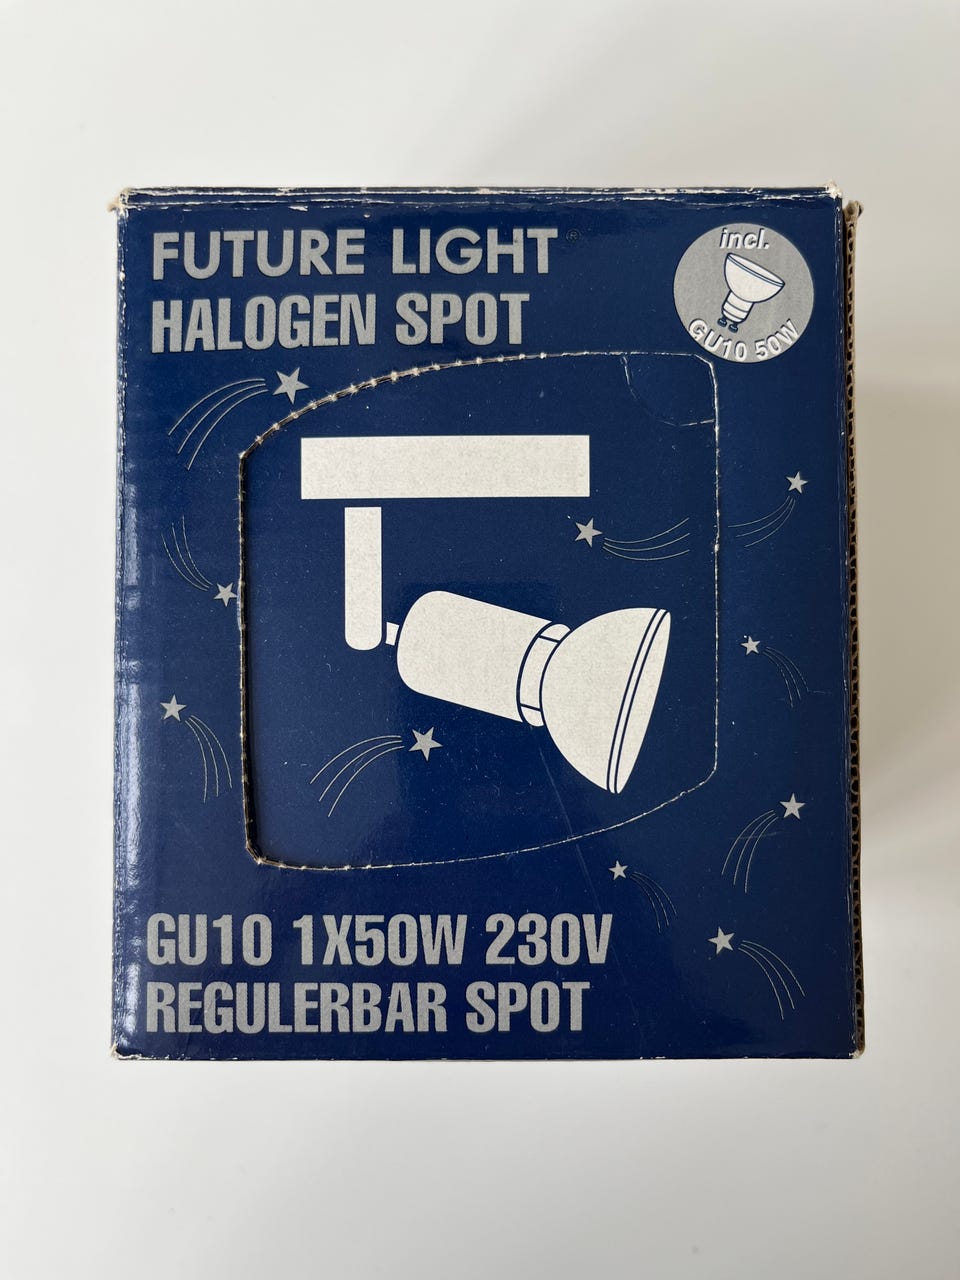 FUTURE LIGHT®
HALOGEN SPOT
incl.
GU10 50W
GU10 1X50W 230V
REGULERBAR SPOT